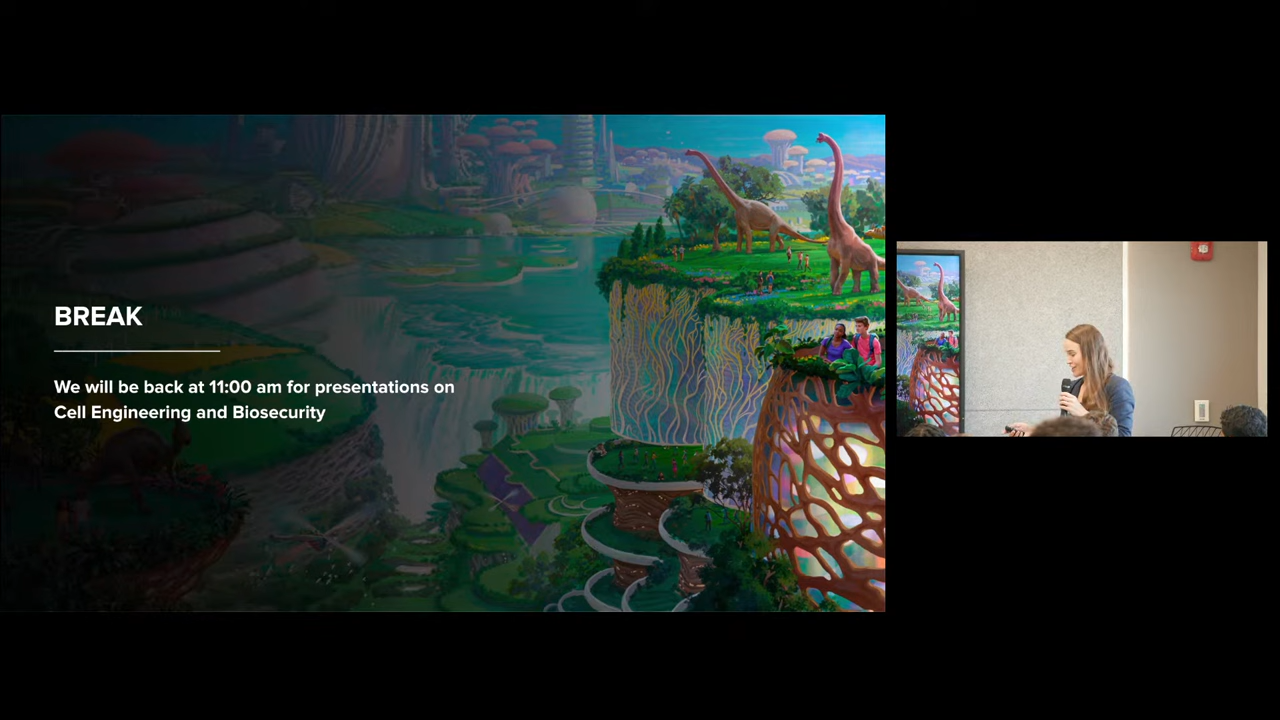 BREAK
We will be back at 11:00 am for presentations on
Cell Engineering and Biosecurity